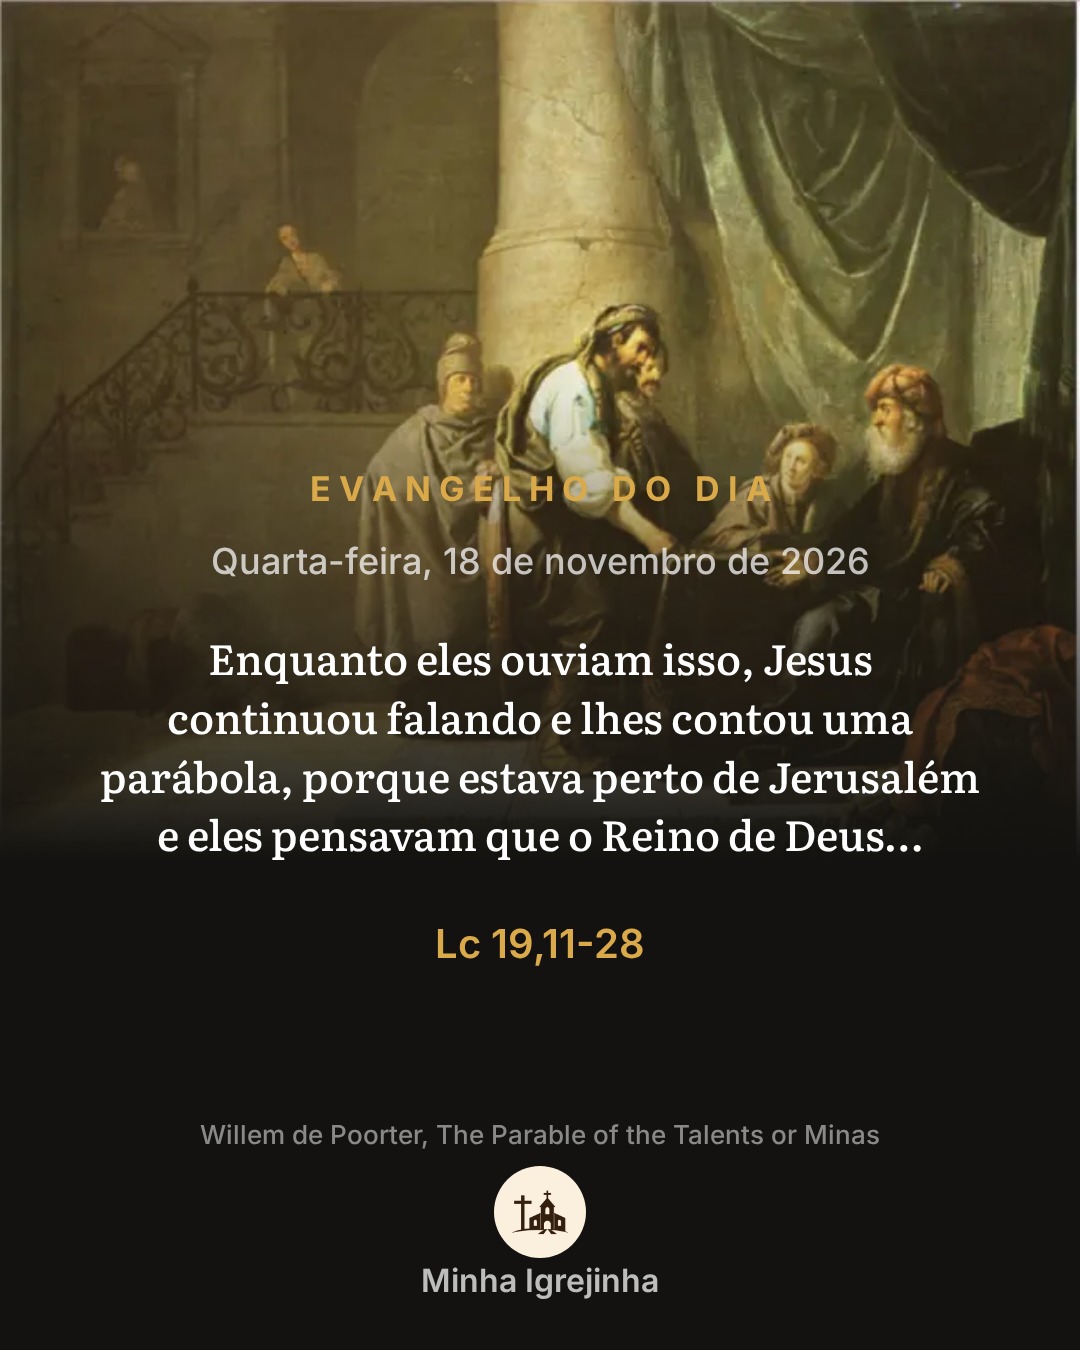 EVANGELHO DO DIA
Quarta-feira, 18 de novembro de 2026
Enquanto eles ouviam isso, Jesus
continuou falando e lhes contou uma
parábola, porque estava perto de Jerusalém
e eles pensavam que o Reino de Deus...
Lc 19,11-28
Willem de Poorter, The Parable of the Talents or Minas
Minha Igrejinha